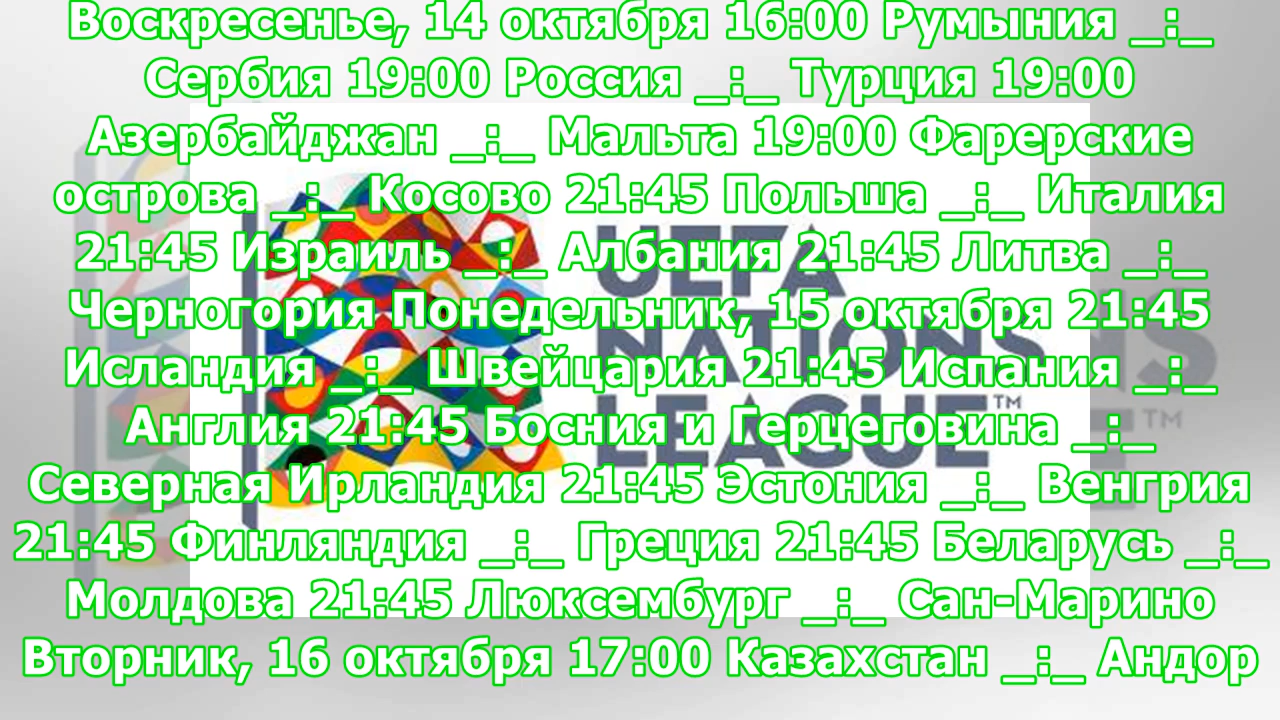 Воскресенье, 14 октября 16:00 Румыния _:_
Сербия 19:00 Россия _:_ Турция 19:00
Азербайджан _:_ Мальта 19:00 Фарерские
острова _:_ Косово 21:45 Польша _:_ Италия
21:45 Израиль _:_ Албания 21:45 Литва _:_
Черногория Понедельник, 15 октября 21:45
Исландия _:_ Швейцария 21:45 Испания _:_
Англия 21:45 Босния и Герцеговина _:_
Северная Ирландия 21:45 Эстония _:_ Венгрия
21:45 Финляндия _:_ Греция 21:45 Беларусь _:_
Молдова 21:45 Люксембург _:_ Сан-Марино
Вторник, 16 октября 17:00 Казахстан _:_ Андор
UEFA
NATIONS
LEAGUE™